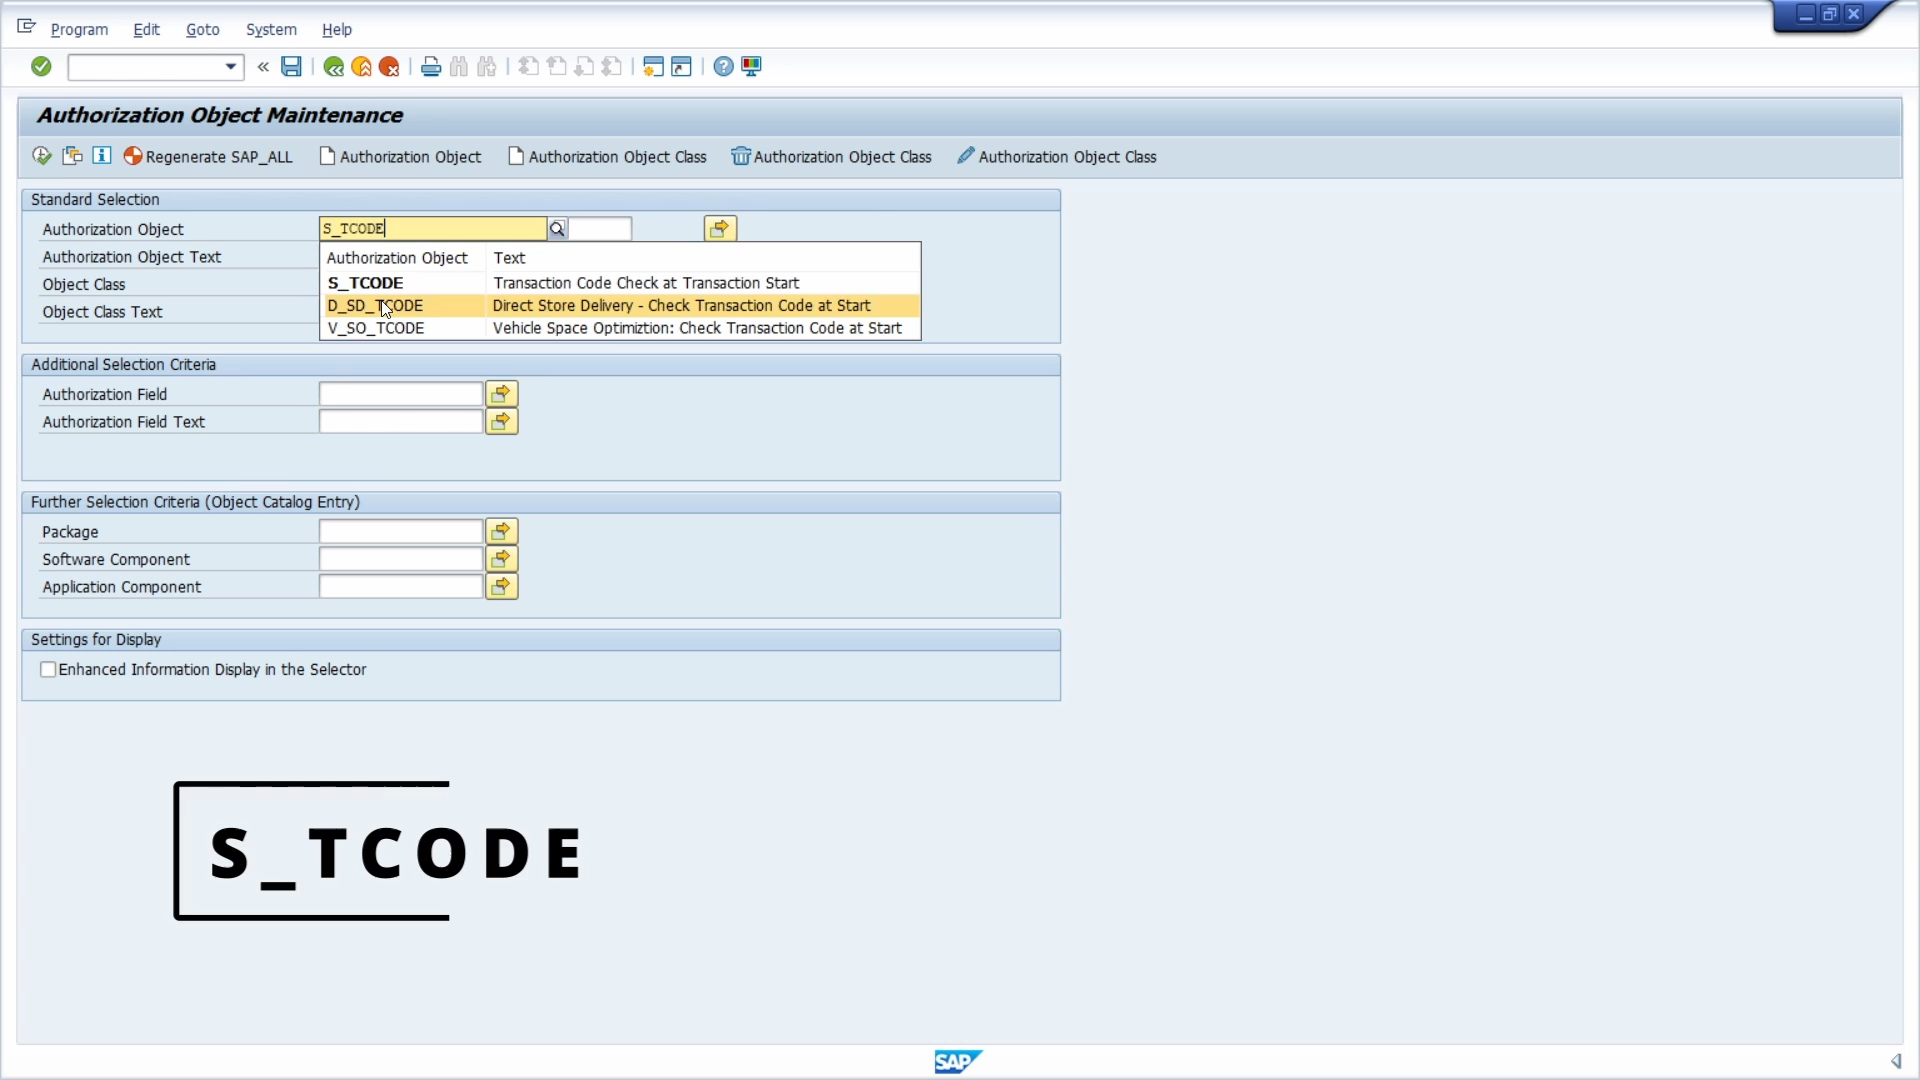 Program Edit Goto System Help
Authorization Object Maintenance
Regenerate SAP_ALL Authorization Object Authorization Object Class Authorization Object Class Authorization Object Class
Standard Selection
Authorization Object S_TCODE
Authorization Object Text
Object Class
Object Class Text
Authorization Object Text
S_TCODE Transaction Code Check at Transaction Start
D_SD_TCODE Direct Store Delivery - Check Transaction Code at Start
V_SO_TCODE Vehicle Space Optimiztion: Check Transaction Code at Start
Additional Selection Criteria
Authorization Field
Authorization Field Text
Further Selection Criteria (Object Catalog Entry)
Package
Software Component
Application Component
Settings for Display
Enhanced Information Display in the Selector
S_TCODE
SAP